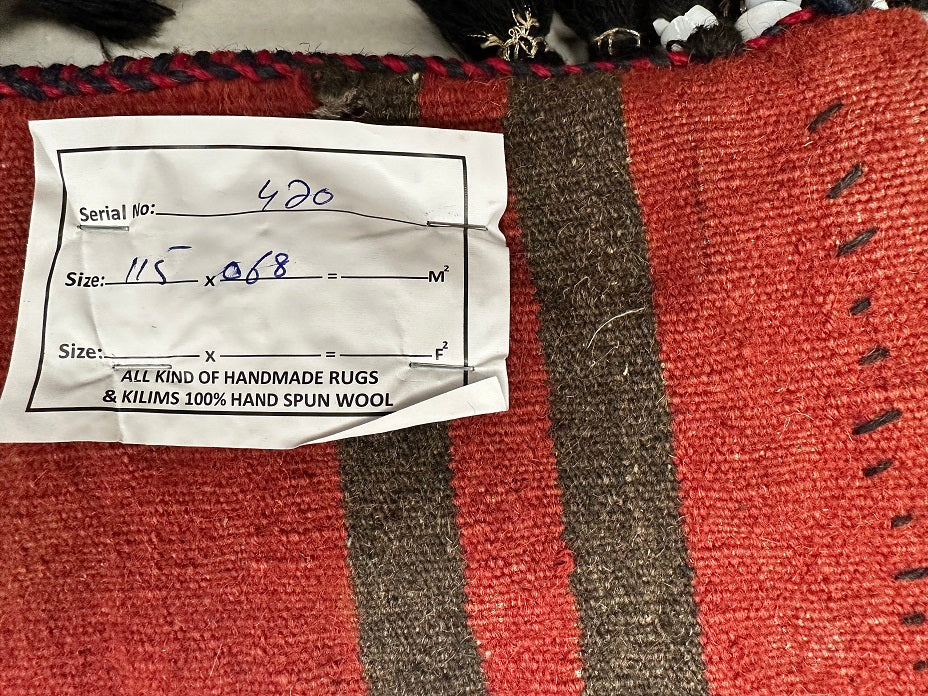 Serial No: 420
Size: 115 x 068 = M²
Size: x = F²
ALL KIND OF HANDMADE RUGS
& KILIMS 100% HAND SPUN WOOL